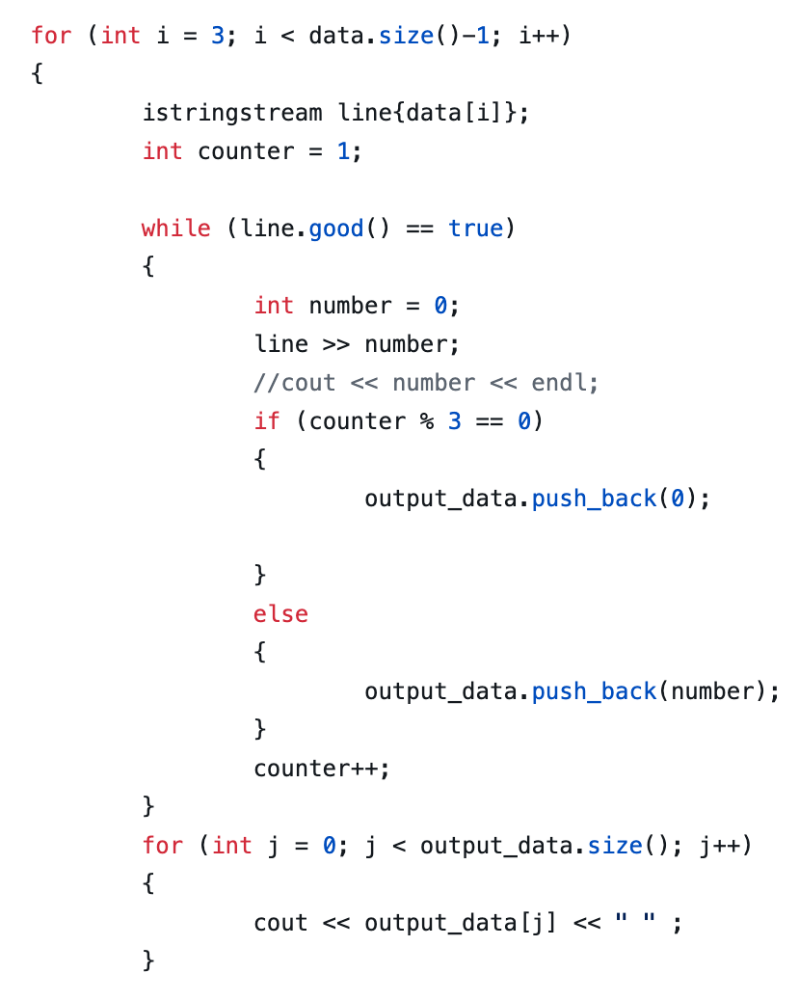 for (int i = 3; i < data.size()-1; i++)
{
        istringstream line{data[i]};
        int counter = 1;

        while (line.good() == true)
        {
                int number = 0;
                line >> number;
                //cout << number << endl;
                if (counter % 3 == 0)
                {
                        output_data.push_back(0);

                }
                else
                {
                        output_data.push_back(number);
                }
                counter++;
        }
        for (int j = 0; j < output_data.size(); j++)
        {
                cout << output_data[j] << " " ;
        }